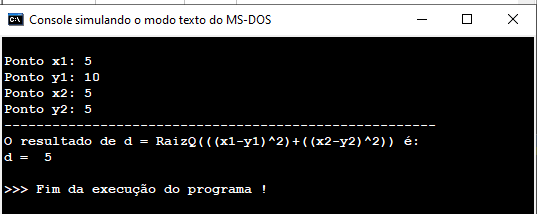 Console simulando o modo texto do MS-DOS
Ponto x1: 5
Ponto y1: 10
Ponto x2: 5
Ponto y2: 5
------------------------------------------------------
O resultado de d = RaizQ(((x1-y1)^2)+((x2-y2)^2)) é:
d =  5
>>> Fim da execução do programa !